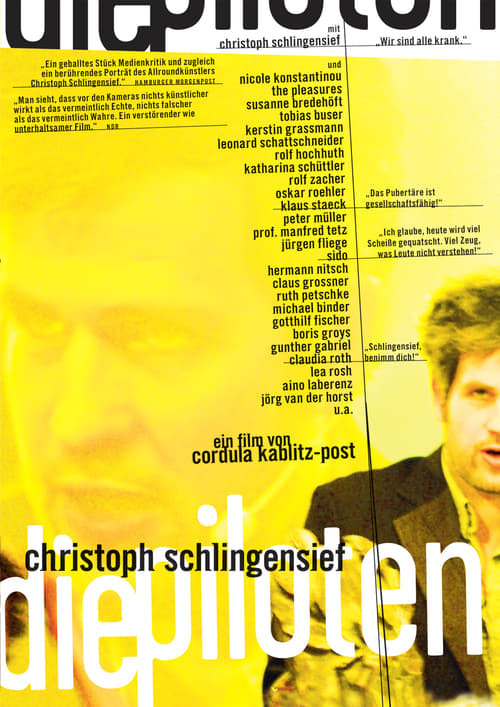 die piloten
mit
christoph schlingensief
„Wir sind alle krank.“
„Ein geballtes Stück Medienkritik und zugleich
ein berührendes Porträt des Allroundkünstlers
Christoph Schlingensief.“ HAMBURGER MORGENPOST
„Man sieht, dass vor den Kameras nichts künstlicher
wirkt als das vermeintlich Echte, nichts falscher
als das vermeintlich Wahre. Ein verstörender wie
unterhaltsamer Film.“ NDR
und
nicole konstantinou
the pleasures
susanne bredehöft
tobias buser
kerstin grassmann
leonard schattschneider
rolf hochhuth
katharina schüttler
rolf zacher
oskar roehler
klaus staeck
peter müller
prof. manfred tetz
jürgen fliege
sido
hermann nitsch
claus grossner
ruth petschke
michael binder
gotthilf fischer
boris groys
gunther gabriel
claudia roth
lea rosh
aino laberenz
jörg van der horst
u.a.
„Das Pubertäre ist
gesellschaftsfähig!“
„Ich glaube, heute wird viel
Scheiße gequatscht. Viel Zeug,
was Leute nicht verstehen!“
„Schlingensief,
benimm dich!“
ein film von
cordula kablitz-post
christoph schlingensief
die piloten